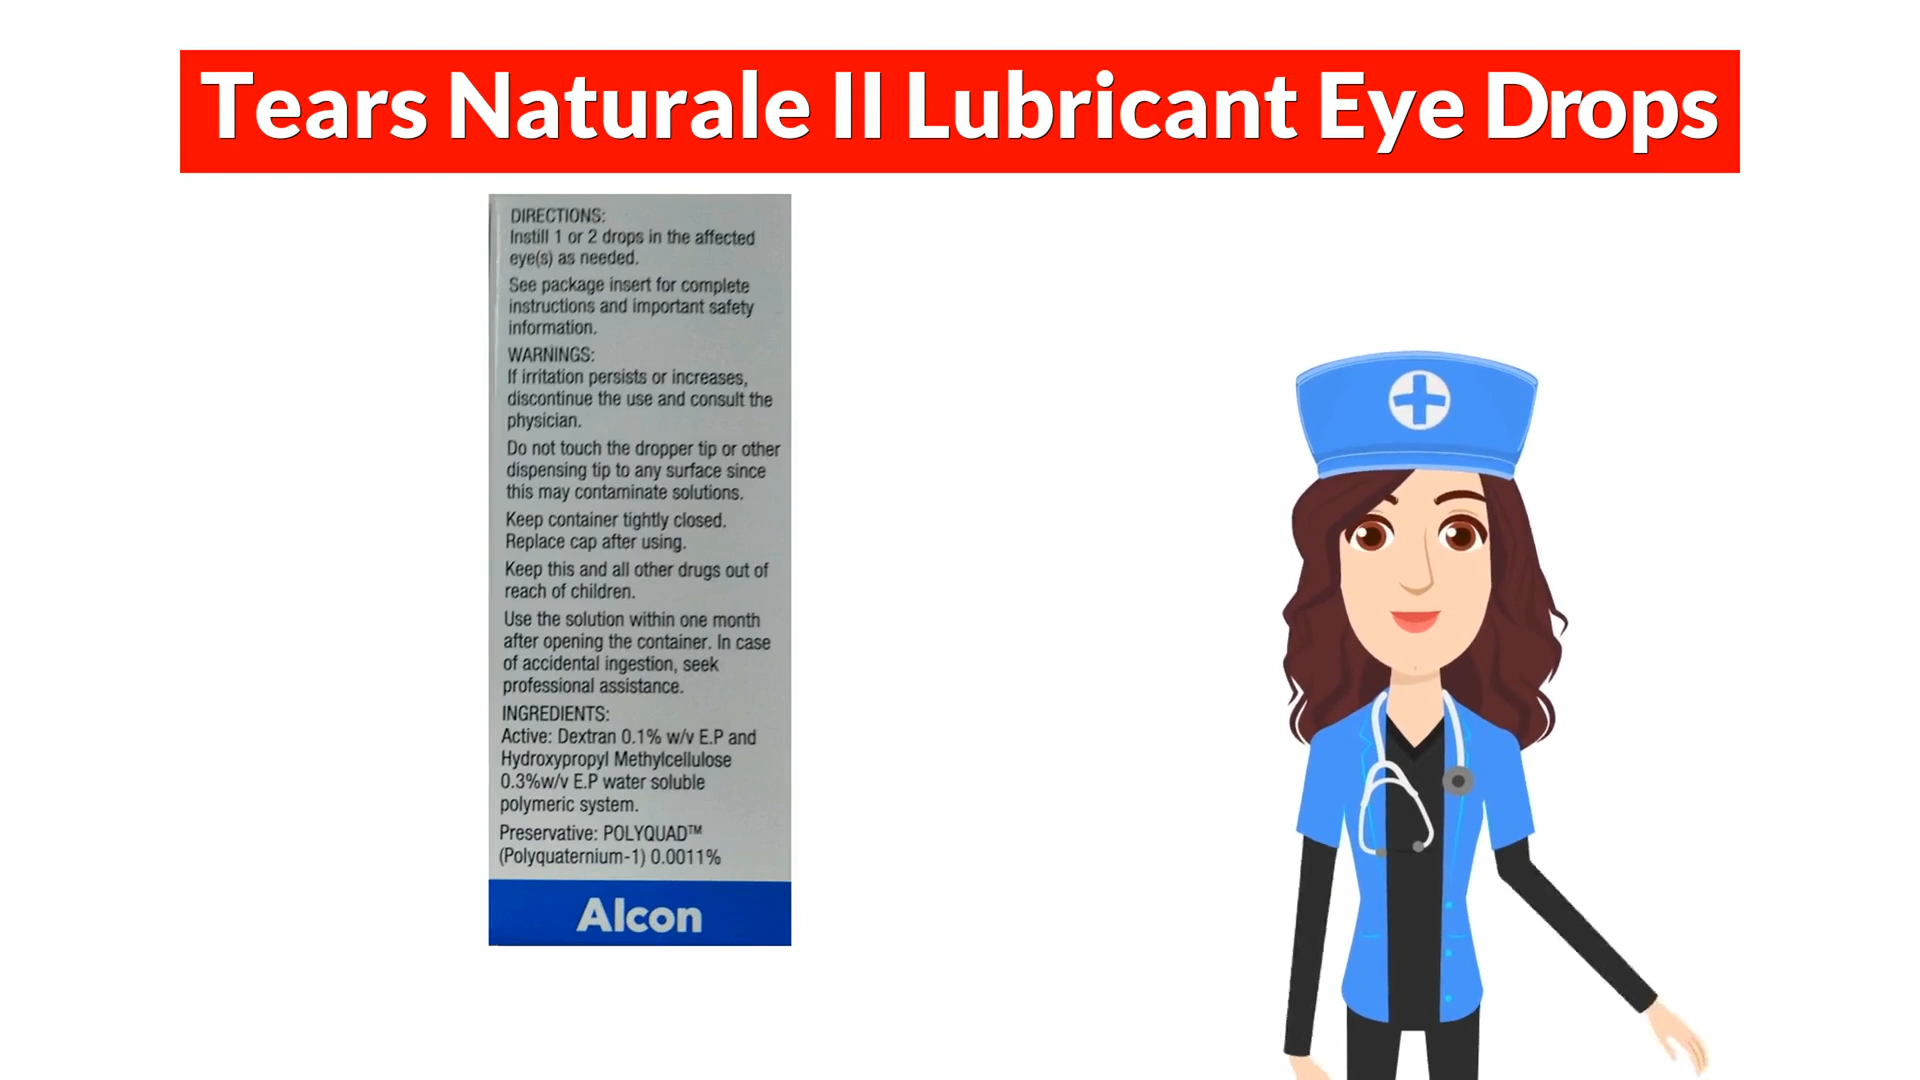 Tears Naturale II Lubricant Eye Drops
DIRECTIONS:
Instill 1 or 2 drops in the affected
eye(s) as needed.
See package insert for complete
instructions and important safety
information.
WARNINGS:
If irritation persists or increases,
discontinue the use and consult the
physician.
Do not touch the dropper tip or other
dispensing tip to any surface since
this may contaminate solutions.
Keep container tightly closed.
Replace cap after using.
Keep this and all other drugs out of
reach of children.
Use the solution within one month
after opening the container. In case
of accidental ingestion, seek
professional assistance.
INGREDIENTS:
Active: Dextran 0.1% w/v E.P and
Hydroxypropyl Methylcellulose
0.3%w/v E.P water soluble
polymeric system.
Preservative: POLYQUAD™
(Polyquaternium-1) 0.0011%
Alcon